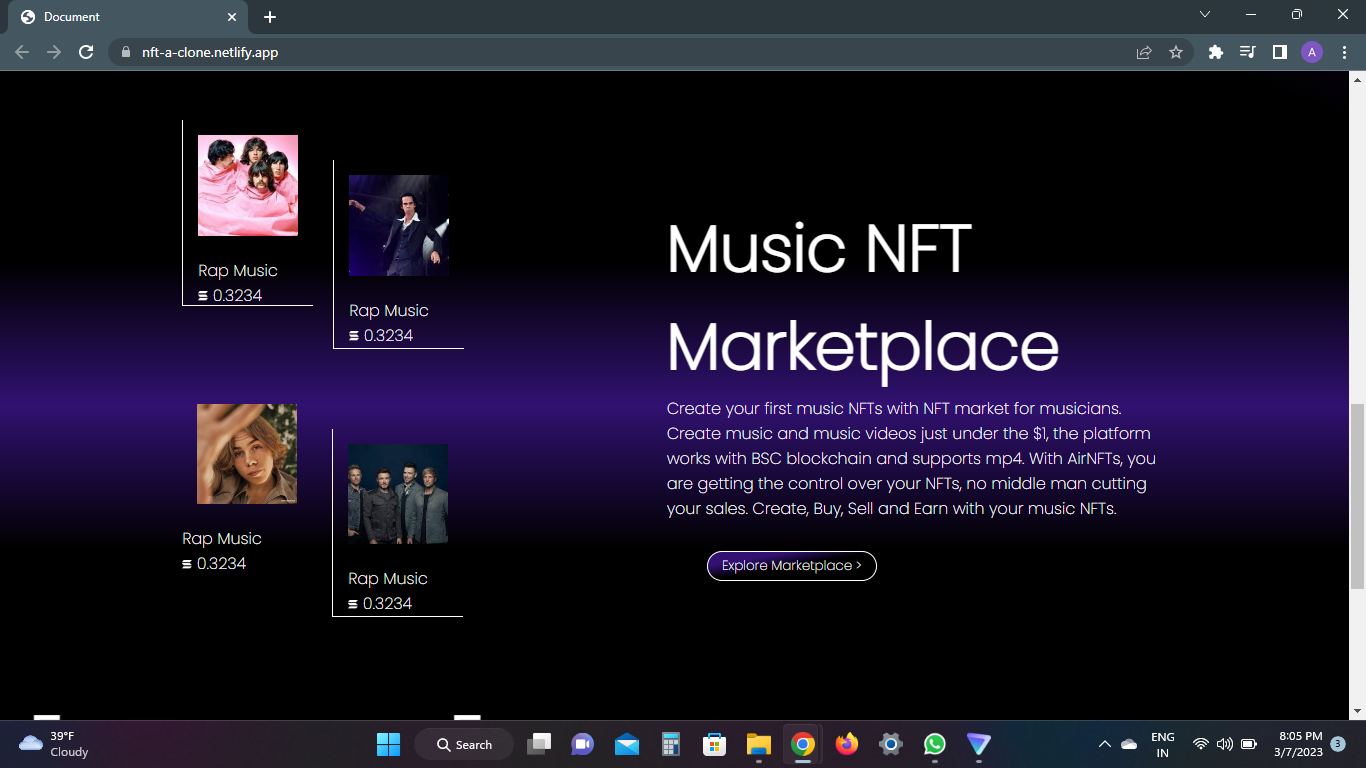 Document
nft-a-clone.netlify.app
A
Rap Music
0.3234
Rap Music
0.3234
Rap Music
0.3234
Rap Music
0.3234
Music NFT
Marketplace
Create your first music NFTs with NFT market for musicians.
Create music and music videos just under the $1, the platform
works with BSC blockchain and supports mp4. With AirNFTs, you
are getting the control over your NFTs, no middle man cutting
your sales. Create, Buy, Sell and Earn with your music NFTs.
Explore Marketplace >
39°F
Cloudy
Search
ENG
IN
8:05 PM
3/7/2023
3